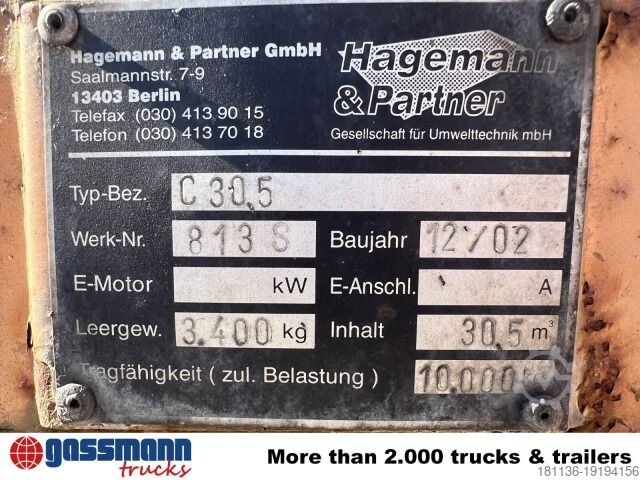 Hagemann & Partner GmbH
Saalmannstr. 7-9
13403 Berlin
Telefax (030) 413 90 15
Telefon (030) 413 70 18
Hagemann
& Partner
Gesellschaft für Umwelttechnik mbH
Typ-Bez. C 30,5
Werk-Nr. 813 S Baujahr 12/02
E-Motor kW E-Anschl. A
Leergew. 3.400 kg Inhalt 30,5 m³
Tragfähigkeit ( zul. Belastung ) 10.000
gassmann
trucks
More than 2.000 trucks & trailers
181136-19194156